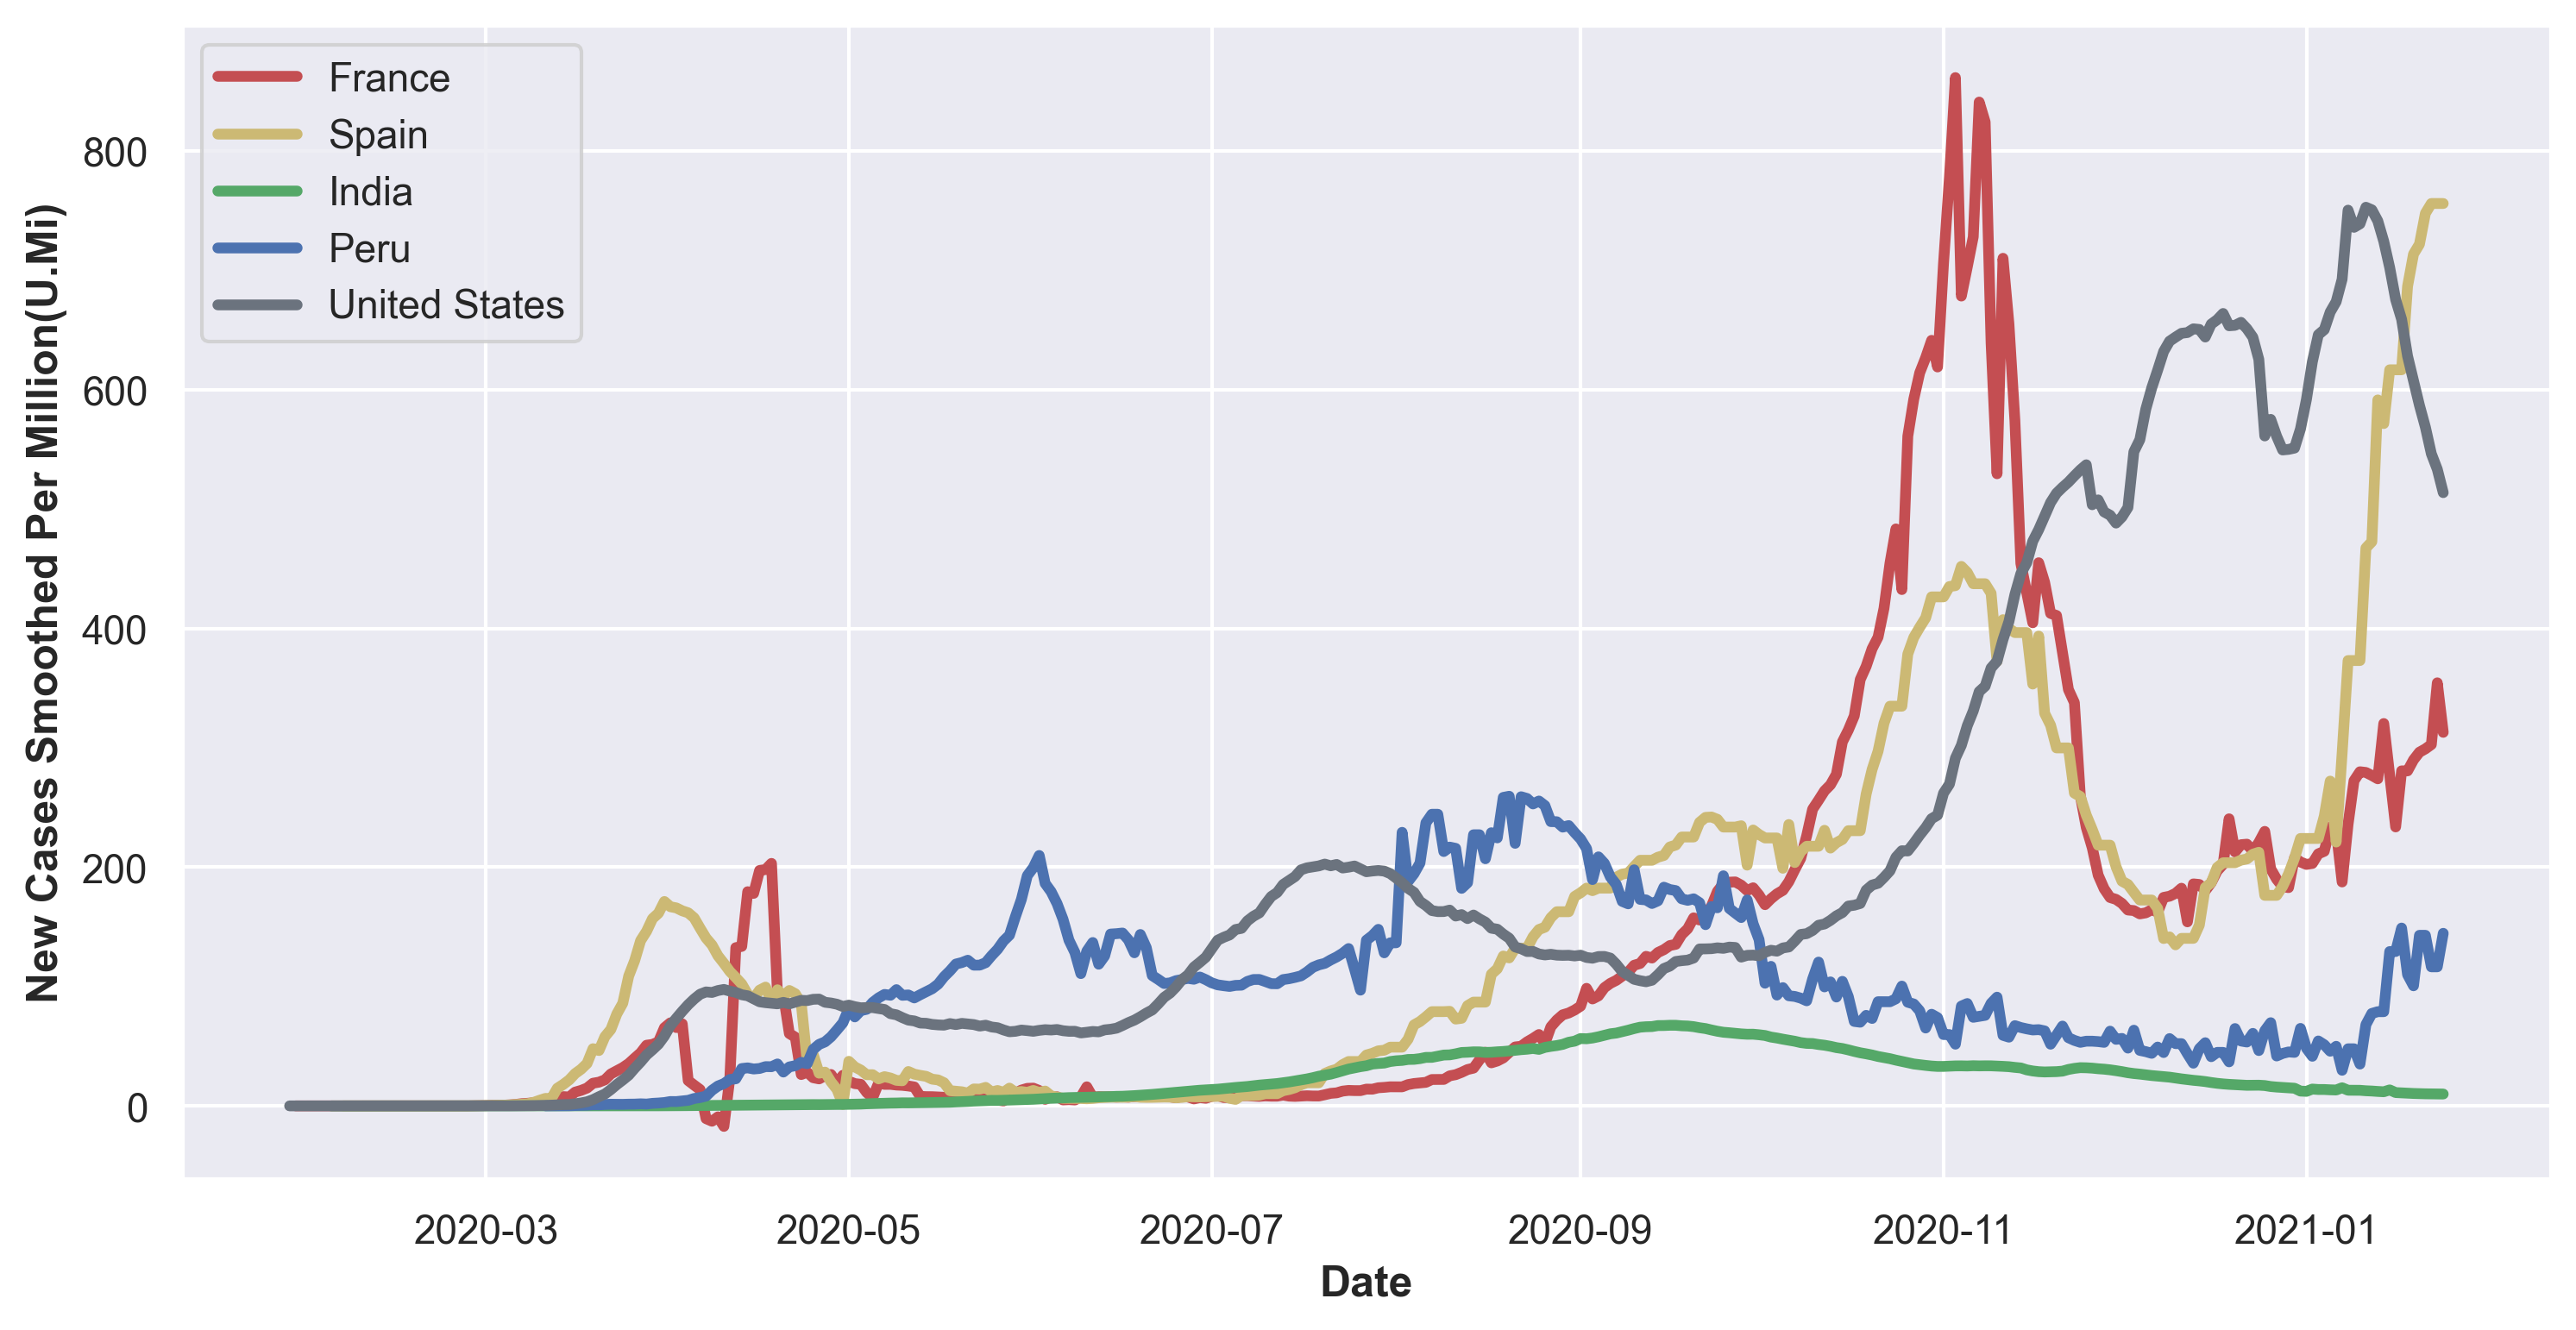 France
Spain
India
Peru
United States
New Cases Smoothed Per Million(U.Mi)
800
600
400
200
0
2020-03 2020-05 2020-07 2020-09 2020-11 2021-01
Date